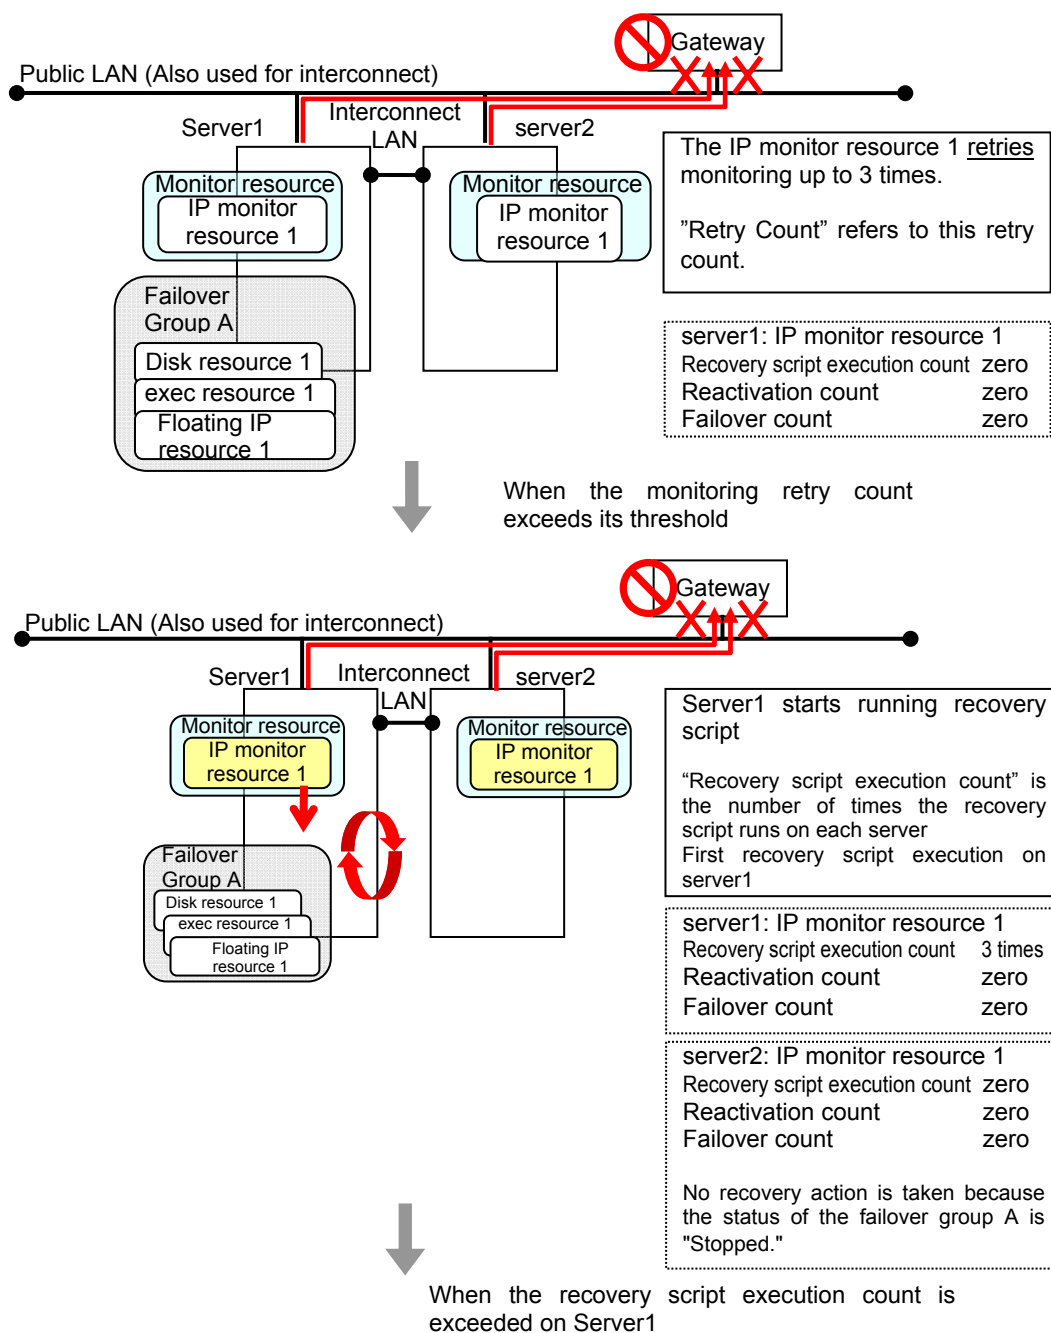 Gateway
Public LAN (Also used for interconnect)
Interconnect
LAN
Server1
server2
Monitor resource
IP monitor
resource 1
Monitor resource
IP monitor
resource 1
The IP monitor resource 1 retries
monitoring up to 3 times.
”Retry Count” refers to this retry
count.
Failover
Group A
Disk resource 1
exec resource 1
Floating IP
resource 1
server1: IP monitor resource 1
Recovery script execution count zero
Reactivation count zero
Failover count zero
When the monitoring retry count
exceeds its threshold
Gateway
Public LAN (Also used for interconnect)
Server1
Interconnect
LAN
server2
Monitor resource
IP monitor
resource 1
Monitor resource
IP monitor
resource 1
Failover
Group A
Disk resource 1
exec resource 1
Floating IP
resource 1
Server1 starts running recovery
script
“Recovery script execution count” is
the number of times the recovery
script runs on each server
First recovery script execution on
server1
server1: IP monitor resource 1
Recovery script execution count 3 times
Reactivation count zero
Failover count zero
server2: IP monitor resource 1
Recovery script execution count zero
Reactivation count zero
Failover count zero
No recovery action is taken because
the status of the failover group A is
"Stopped."
When the recovery script execution count is
exceeded on Server1